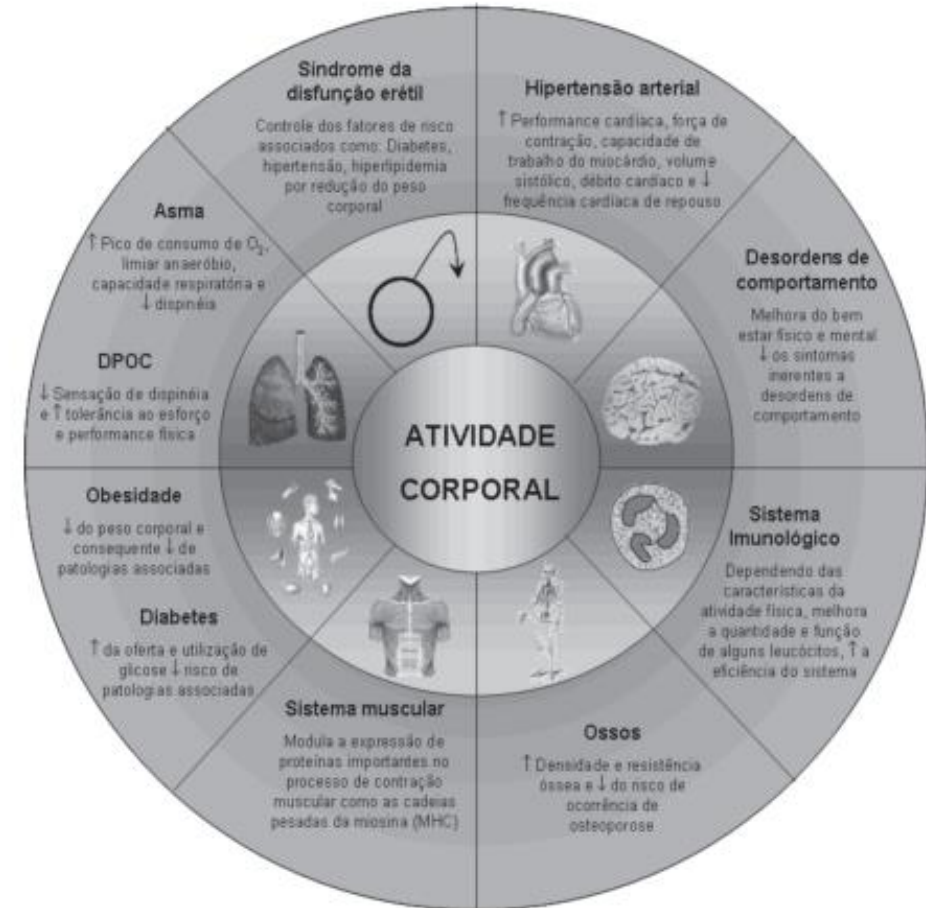 Síndrome da
disfunção erétil
Controle dos fatores de risco
associados como: Diabetes,
hipertensão, hiperlipidemia
por redução do peso
corporal
Hipertensão arterial
↑ Performance cardíaca, força de
contração, capacidade de
trabalho do miocárdio, volume
sistólico, débito cardíaco e ↓
frequência cardíaca de repouso
Desordens de
comportamento
Melhora do bem
estar físico e mental
↓ os sintomas
inerentes a
desordens de
comportamento
Sistema
Imunológico
Dependendo das
características da
atividade física, melhora
a quantidade e função
de alguns leucócitos, ↑ a
eficiência do sistema
Ossos
↑ Densidade e resistência
óssea e ↓ do risco de
ocorrência de
osteoporose
Sistema muscular
Modula a expressão de
proteínas importantes no
processo de contração
muscular como as cadeias
pesadas da miosina (MHC)
Obesidade
↓ do peso corporal e
consequente ↓ de
patologias associadas
Diabetes
↑ da oferta e utilização de
glicose ↓ risco de
patologias associadas
Asma
↑ Pico de consumo de O₂,
limiar anaeróbio,
capacidade respiratória e
↓ dispinéia
DPOC
↓ Sensação de dispinéia
e ↑ tolerância ao esforço
e performance física
ATIVIDADE
CORPORAL